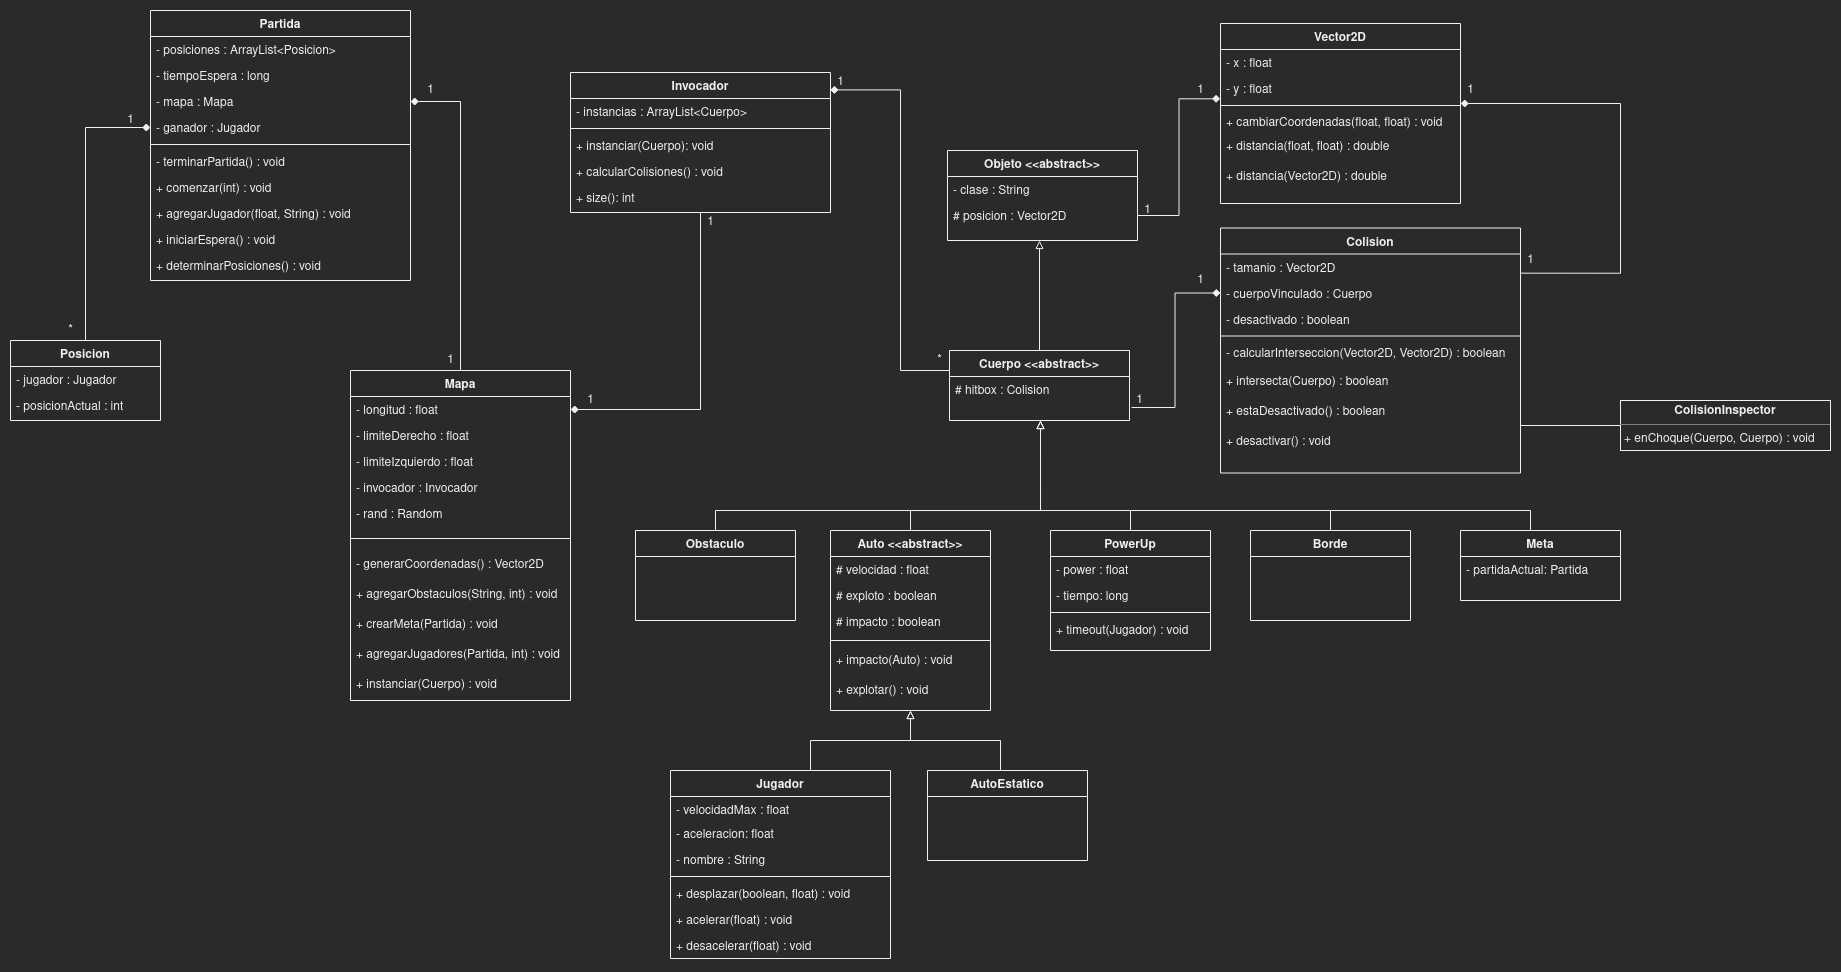 Partida
- posiciones : ArrayList<Posicion>
- tiempoEspera : long
- mapa : Mapa
- ganador : Jugador
- terminarPartida() : void
+ comenzar(int) : void
+ agregarJugador(float, String) : void
+ iniciarEspera() : void
+ determinarPosiciones() : void
1
1
*
Posicion
- jugador : Jugador
- posicionActual : int
1
Mapa
- longitud : float
- limiteDerecho : float
- limiteIzquierdo : float
- invocador : Invocador
- rand : Random
- generarCoordenadas() : Vector2D
+ agregarObstaculos(String, int) : void
+ crearMeta(Partida) : void
+ agregarJugadores(Partida, int) : void
+ instanciar(Cuerpo) : void
1
Invocador
- instancias : ArrayList<Cuerpo>
+ instanciar(Cuerpo): void
+ calcularColisiones() : void
+ size(): int
1
1
*
Objeto <<abstract>>
- clase : String
# posicion : Vector2D
1
1
Vector2D
- x : float
- y : float
+ cambiarCoordenadas(float, float) : void
+ distancia(float, float) : double
+ distancia(Vector2D) : double
1
1
Colision
- tamanio : Vector2D
- cuerpoVinculado : Cuerpo
- desactivado : boolean
- calcularInterseccion(Vector2D, Vector2D) : boolean
+ intersecta(Cuerpo) : boolean
+ estaDesactivado() : boolean
+ desactivar() : void
1
1
Cuerpo <<abstract>>
# hitbox : Colision
ColisionInspector
+ enChoque(Cuerpo, Cuerpo) : void
Obstaculo
Auto <<abstract>>
# velocidad : float
# exploto : boolean
# impacto : boolean
+ impacto(Auto) : void
+ explotar() : void
PowerUp
- power : float
- tiempo: long
+ timeout(Jugador) : void
Borde
Meta
- partidaActual: Partida
Jugador
- velocidadMax : float
- aceleracion: float
- nombre : String
+ desplazar(boolean, float) : void
+ acelerar(float) : void
+ desacelerar(float) : void
AutoEstatico